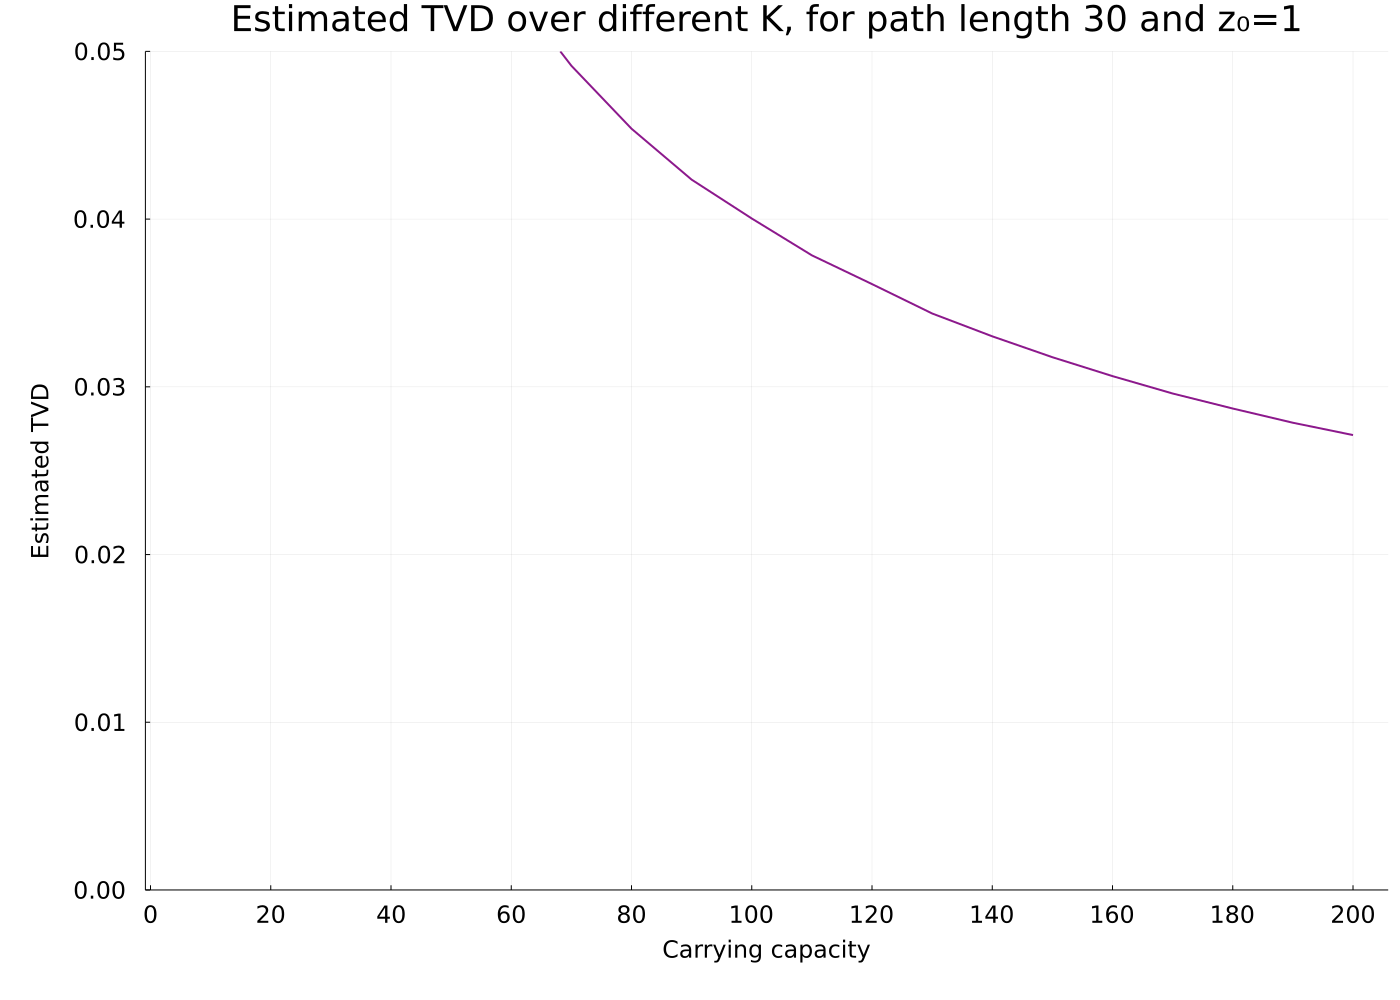 Estimated TVD over different K, for path length 30 and z₀=1
0.05
0.04
0.03
0.02
0.01
0.00
Estimated TVD
0 20 40 60 80 100 120 140 160 180 200
Carrying capacity